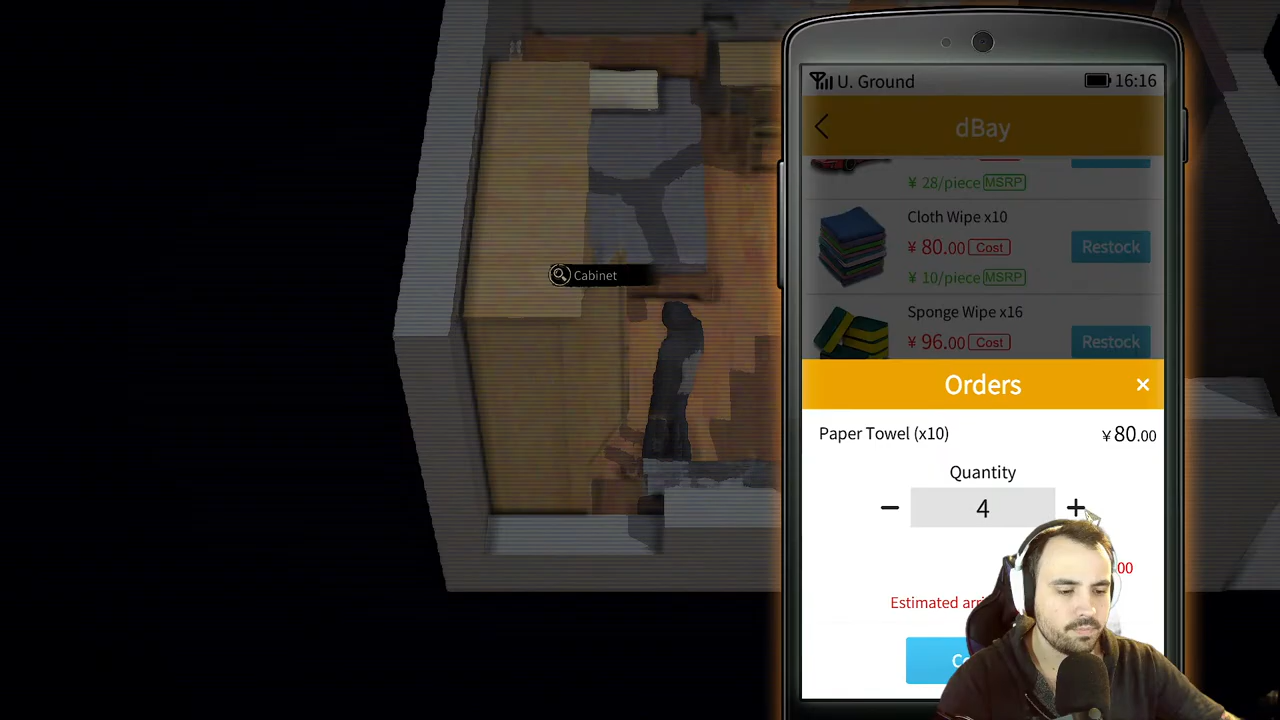 U. Ground
16:16
dBay
¥ 28/piece MSRP
Cloth Wipe x10
¥ 80.00 Cost
Restock
¥ 10/piece MSRP
Sponge Wipe x16
¥ 96.00 Cost
Restock
Cabinet
Orders
×
Paper Towel (x10)
¥80.00
Quantity
− 4 +
00
Estimated